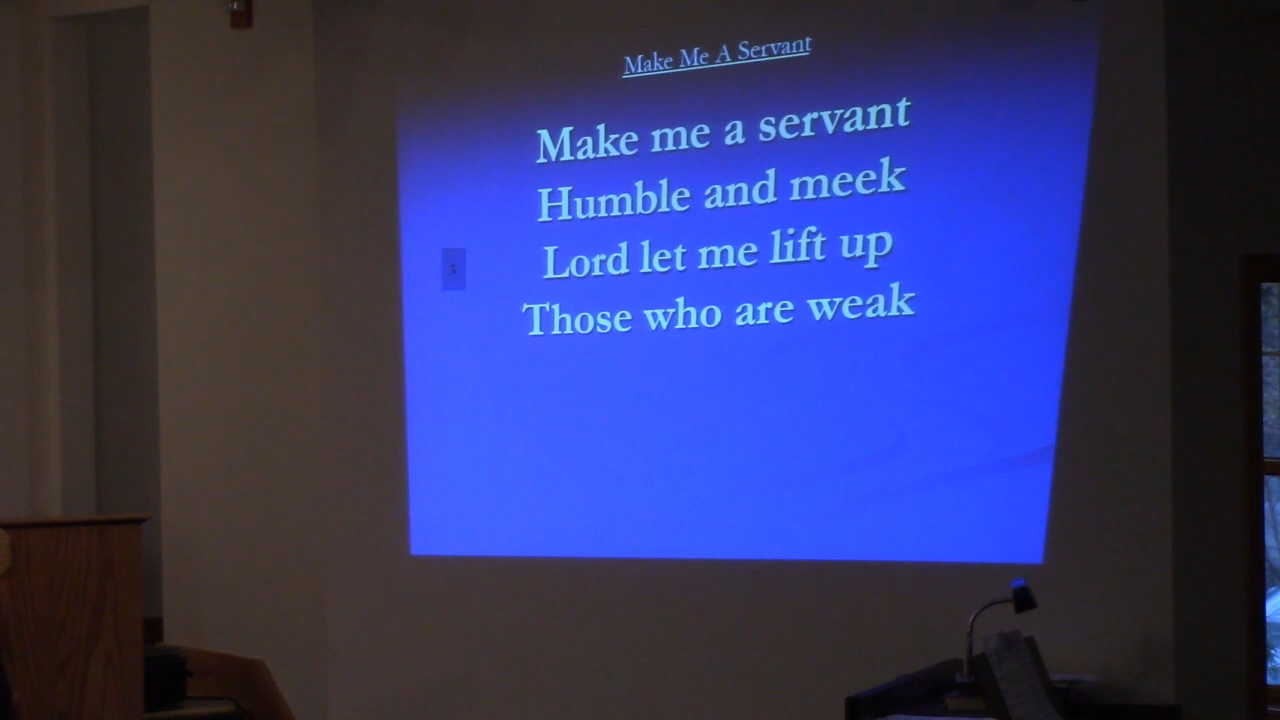 Make Me A Servant
Make me a servant
Humble and meek
Lord let me lift up
Those who are weak